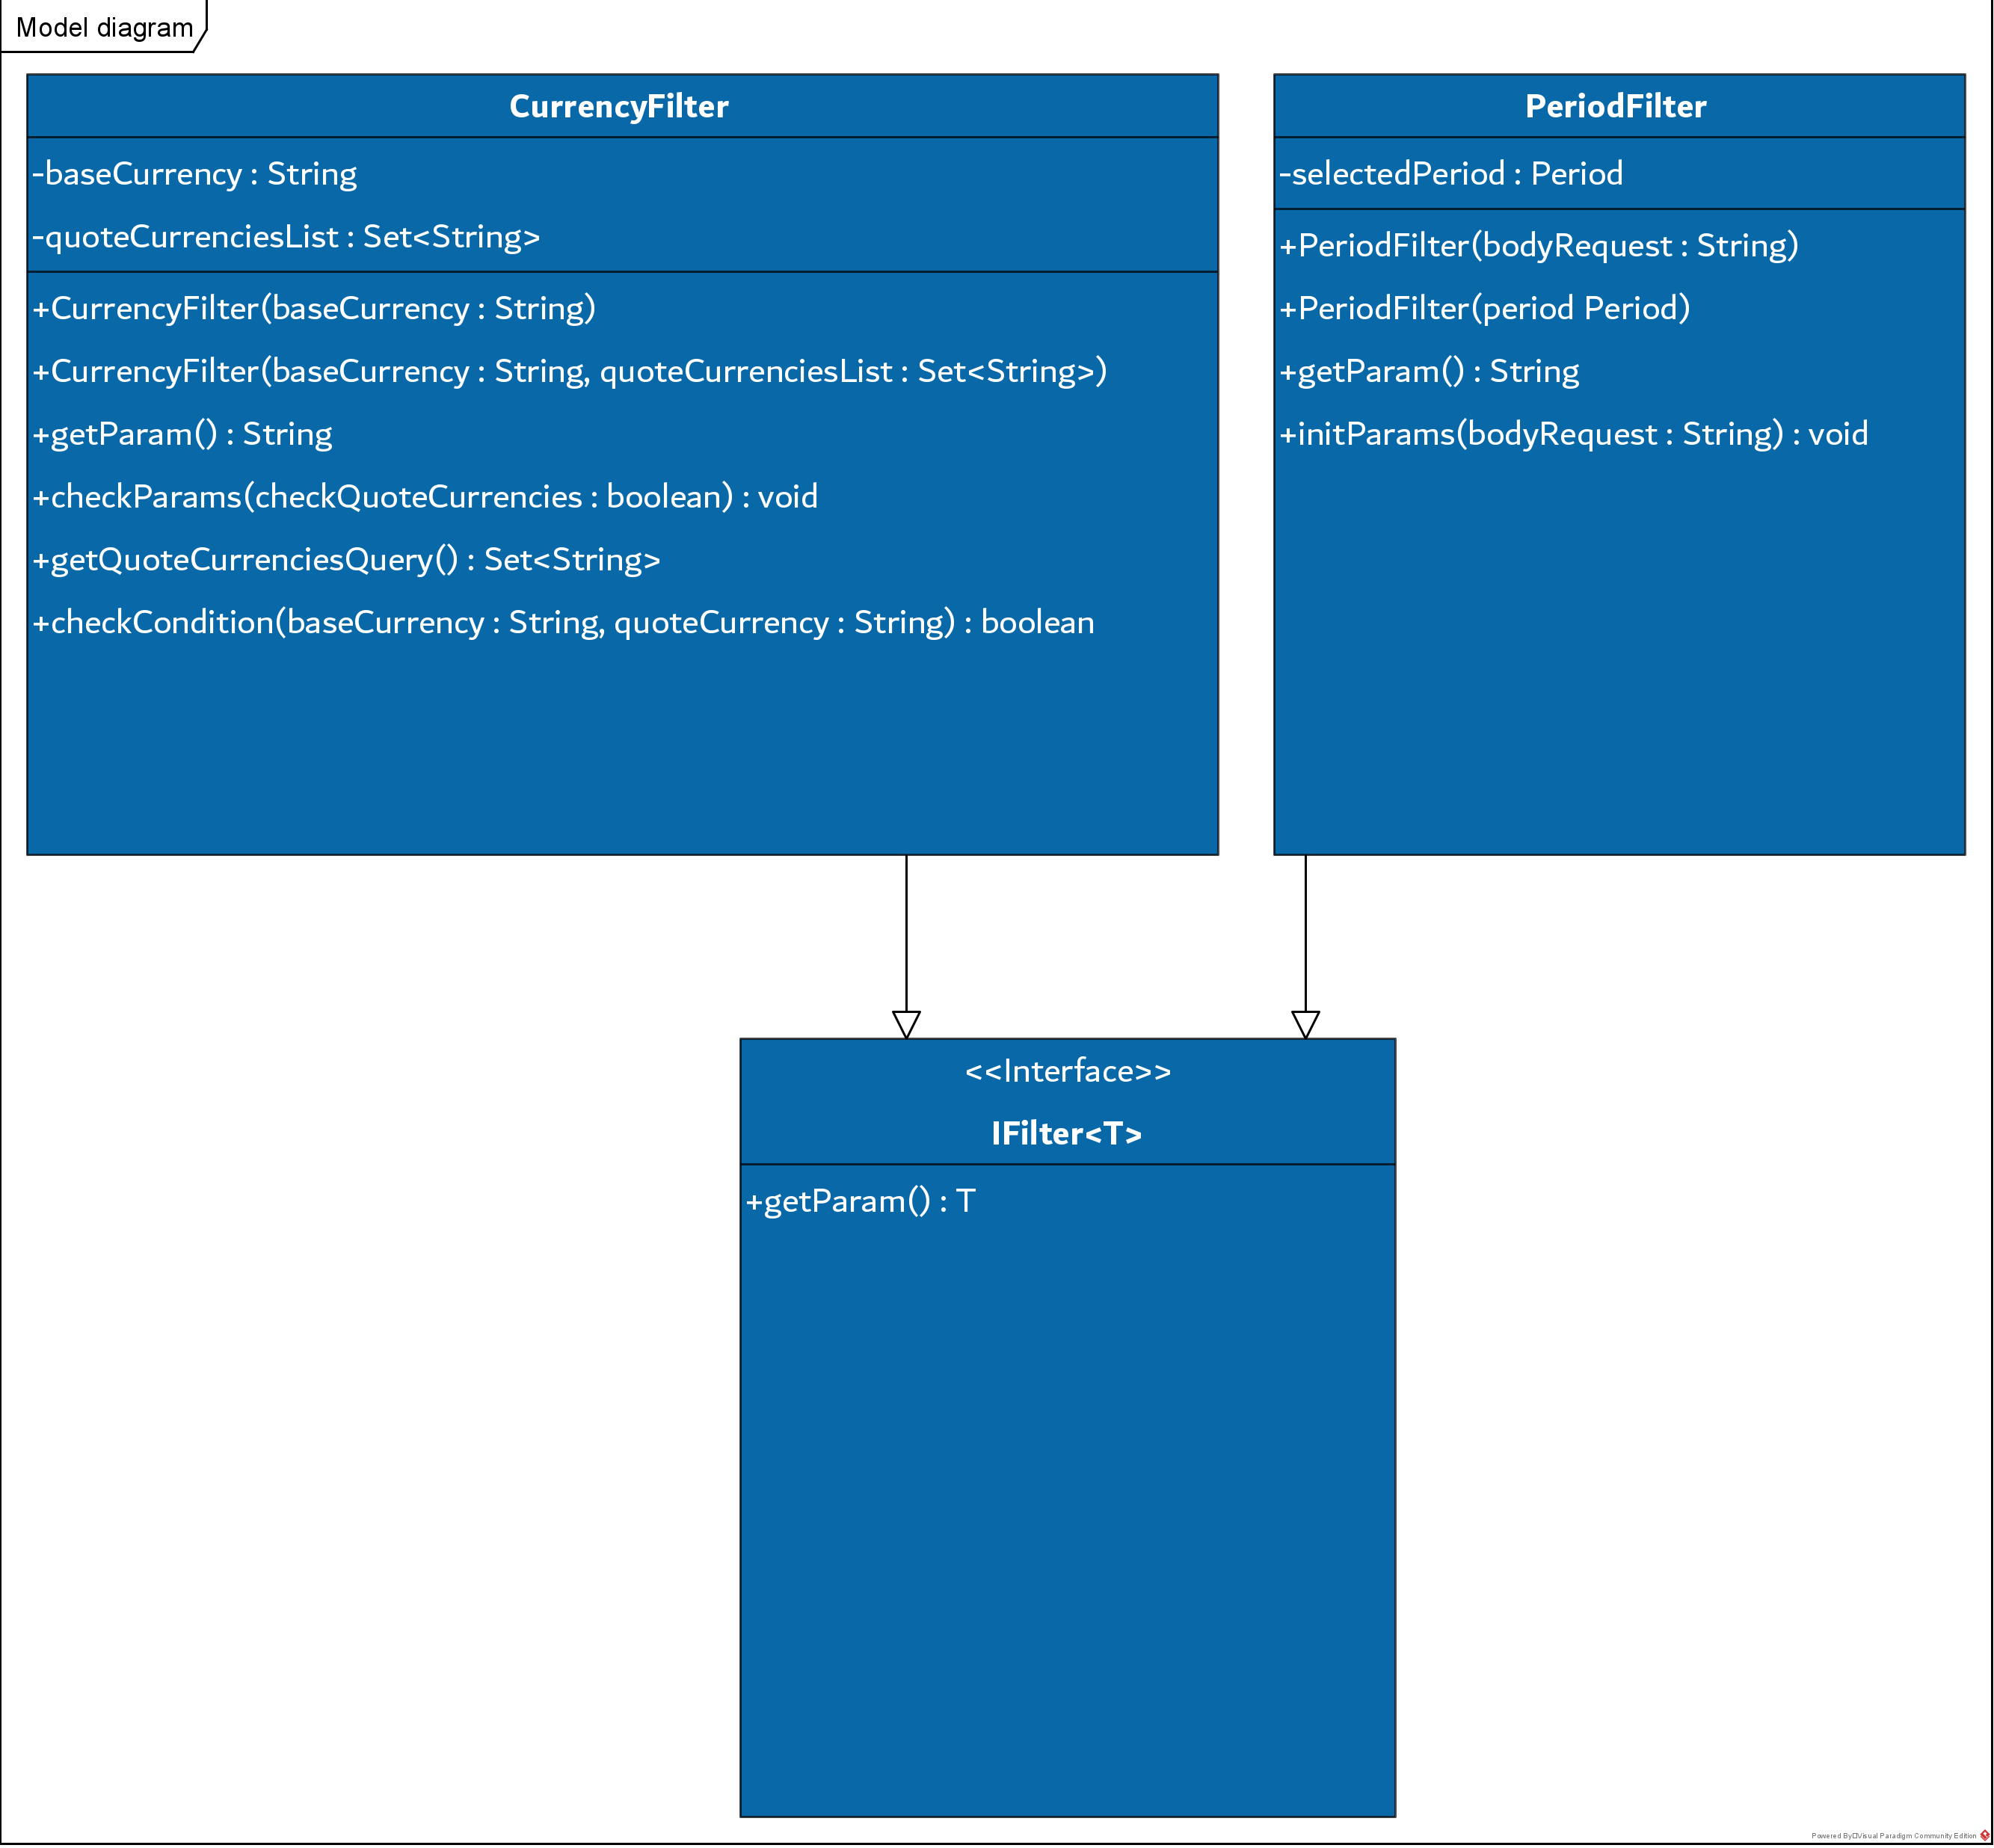 Model diagram
CurrencyFilter
-baseCurrency : String
-quoteCurrenciesList : Set<String>
+CurrencyFilter(baseCurrency : String)
+CurrencyFilter(baseCurrency : String, quoteCurrenciesList : Set<String>)
+getParam() : String
+checkParams(checkQuoteCurrencies : boolean) : void
+getQuoteCurrenciesQuery() : Set<String>
+checkCondition(baseCurrency : String, quoteCurrency : String) : boolean
PeriodFilter
-selectedPeriod : Period
+PeriodFilter(bodyRequest : String)
+PeriodFilter(period Period)
+getParam() : String
+initParams(bodyRequest : String) : void
<<Interface>>
IFilter<T>
+getParam() : T
Powered By□Visual Paradigm Community Edition